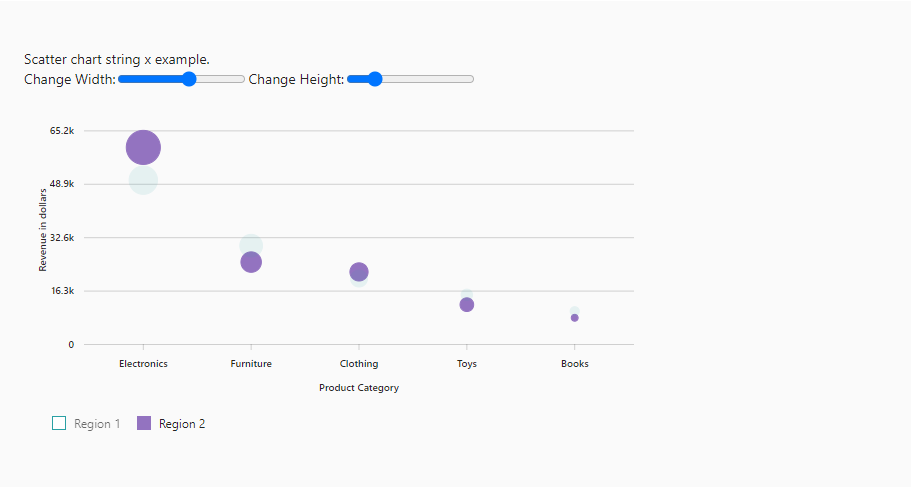 Scatter chart string x example.
Change Width: Change Height:
65.2k
48.9k
32.6k
16.3k
0
Revenue in dollars
Electronics Furniture Clothing Toys Books
Product Category
Region 1 Region 2